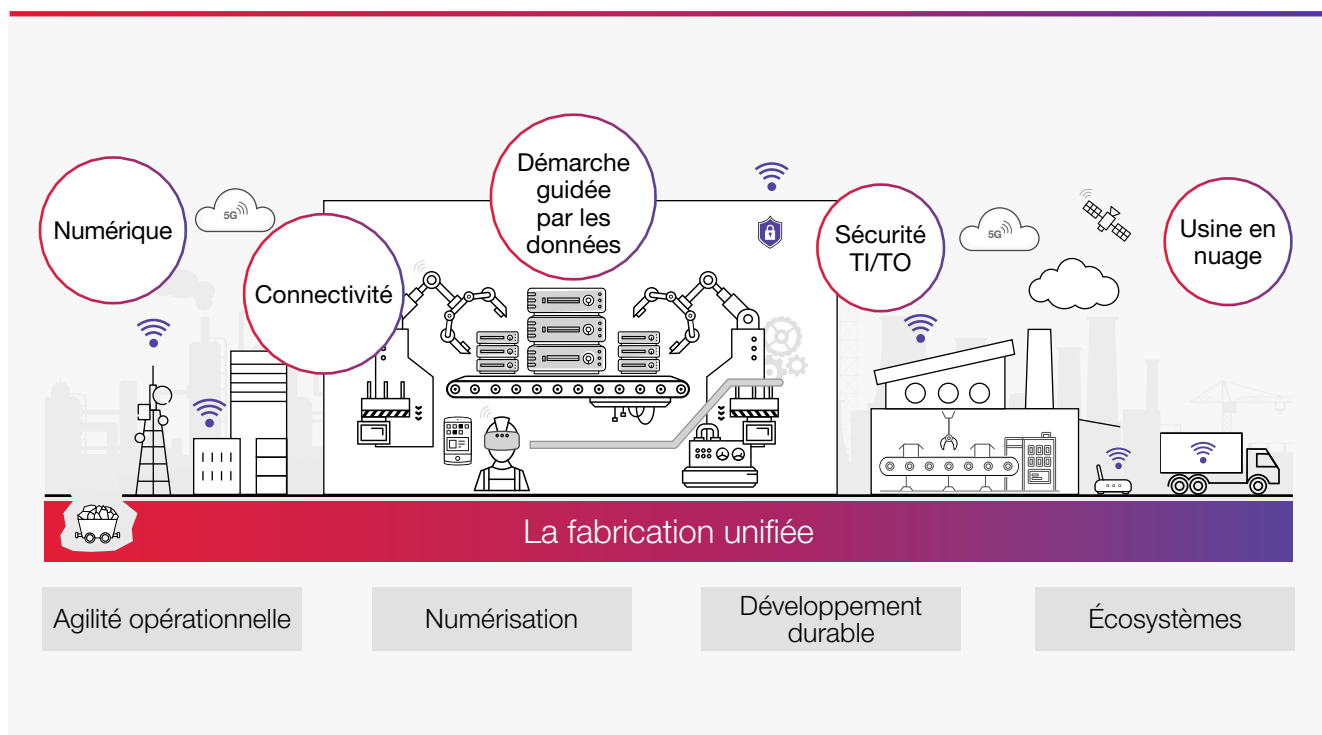 Numérique
5G
Connectivité
Démarche
guidée
par les
données
Sécurité
TI/TO
5G
Usine en
nuage
La fabrication unifiée
Agilité opérationnelle
Numérisation
Développement
durable
Écosystèmes